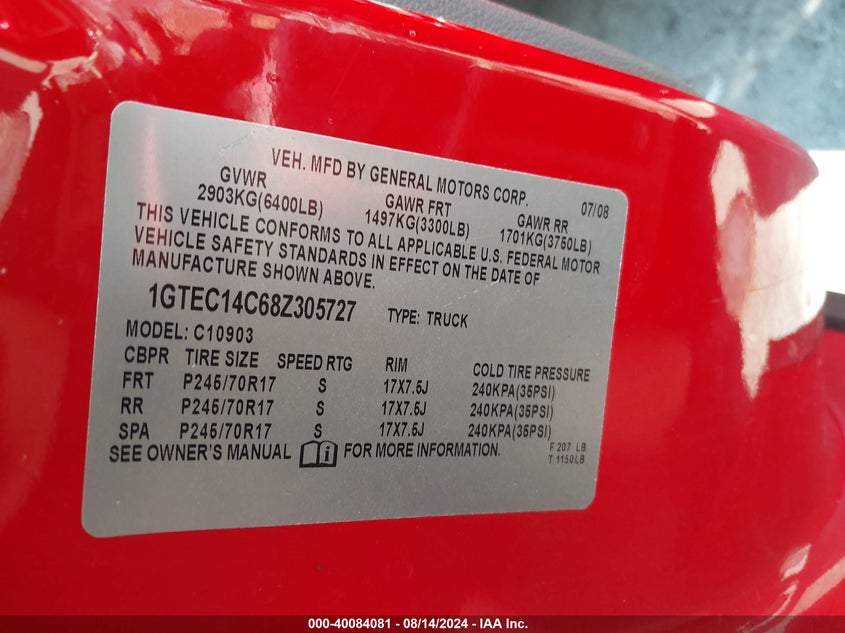 VEH. MFD BY GENERAL MOTORS CORP. 07/08
GVWR GAWR FRT GAWR RR
2903KG(6400LB) 1497KG(3300LB) 1701KG(3750LB)
THIS VEHICLE CONFORMS TO ALL APPLICABLE U.S. FEDERAL MOTOR
VEHICLE SAFETY STANDARDS IN EFFECT ON THE DATE OF
MANUFACTURE SHOWN ABOVE.
1GTEC14C68Z305727 TYPE: TRUCK
MODEL: C10903
CBPR TIRE SIZE SPEED RTG RIM COLD TIRE PRESSURE
FRT P245/70R17 S 17X7.5J 240KPA(35PSI)
RR P245/70R17 S 17X7.5J 240KPA(35PSI)
SPA P245/70R17 S 17X7.5J 240KPA(35PSI)
SEE OWNER'S MANUAL i FOR MORE INFORMATION.
F 207 LB
T 1150LB
000-40084081 - 08/14/2024 - IAA Inc.